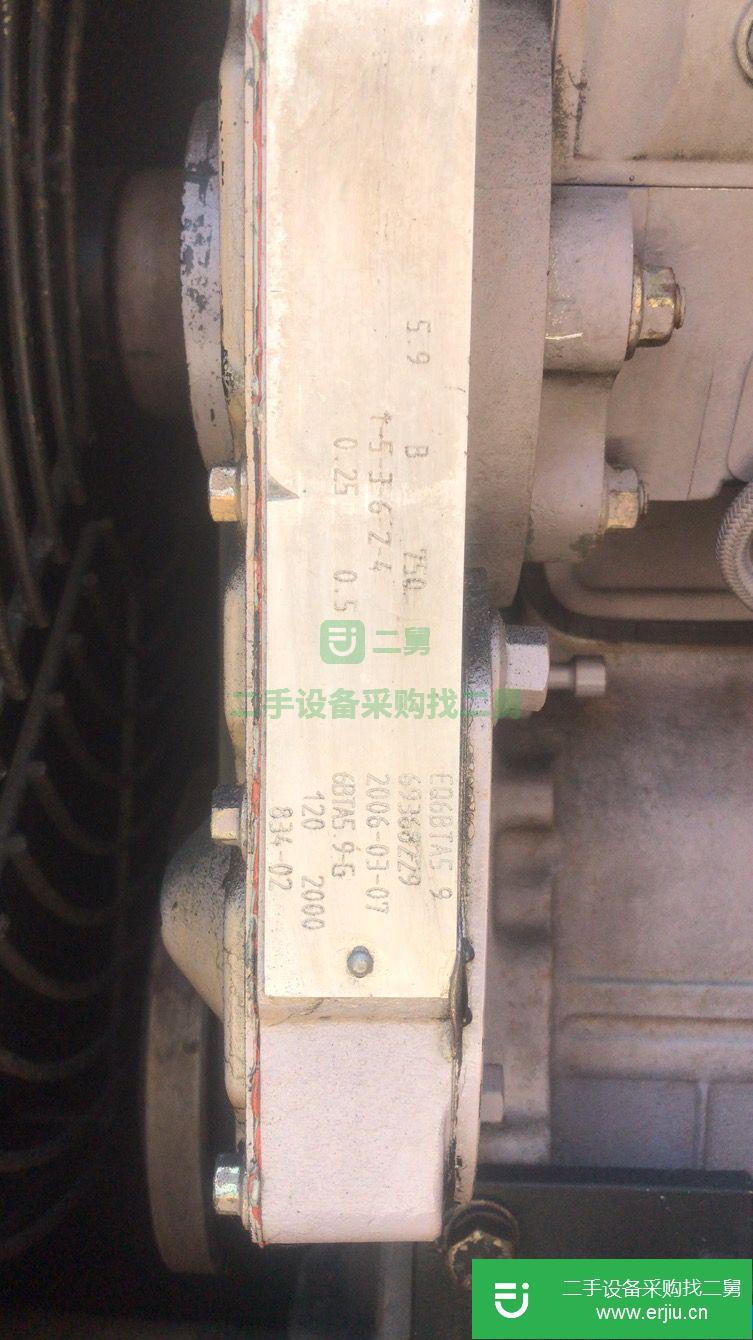 5.9 B 750
1-5-3-6-2-4
0.25 0.5
EQ6BTA5 9
69368729
2006-03-07
6BTA5 9-G
120 2000
834-02
二舅
二手设备采购找二舅
二手设备采购找二舅
www.erjiu.cn